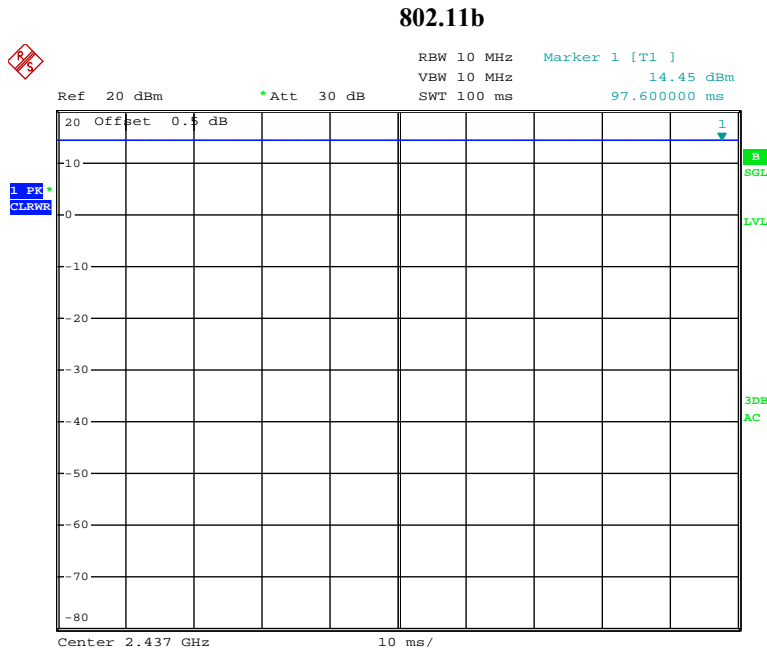 802.11b
R S
RBW 10 MHz Marker 1 [T1 ]
VBW 10 MHz 14.45 dBm
Ref 20 dBm *Att 30 dB SWT 100 ms 97.600000 ms
20 Offset 0.5 dB 1
10
B
SGL
1 PK *
CLRWR
0
LVL
-10
-20
-30
3DB
-40
AC
-50
-60
-70
-80
Center 2.437 GHz 10 ms/